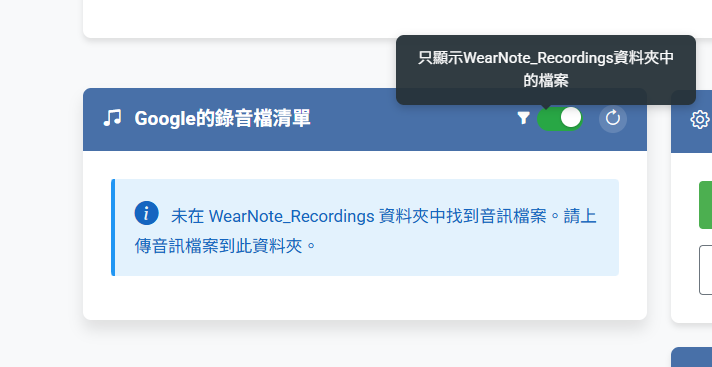 只顯示WearNote_Recordings資料夾中
的檔案
Google的錄音檔清單
未在 WearNote_Recordings 資料夾中找到音訊檔案。請上
傳音訊檔案到此資料夾。